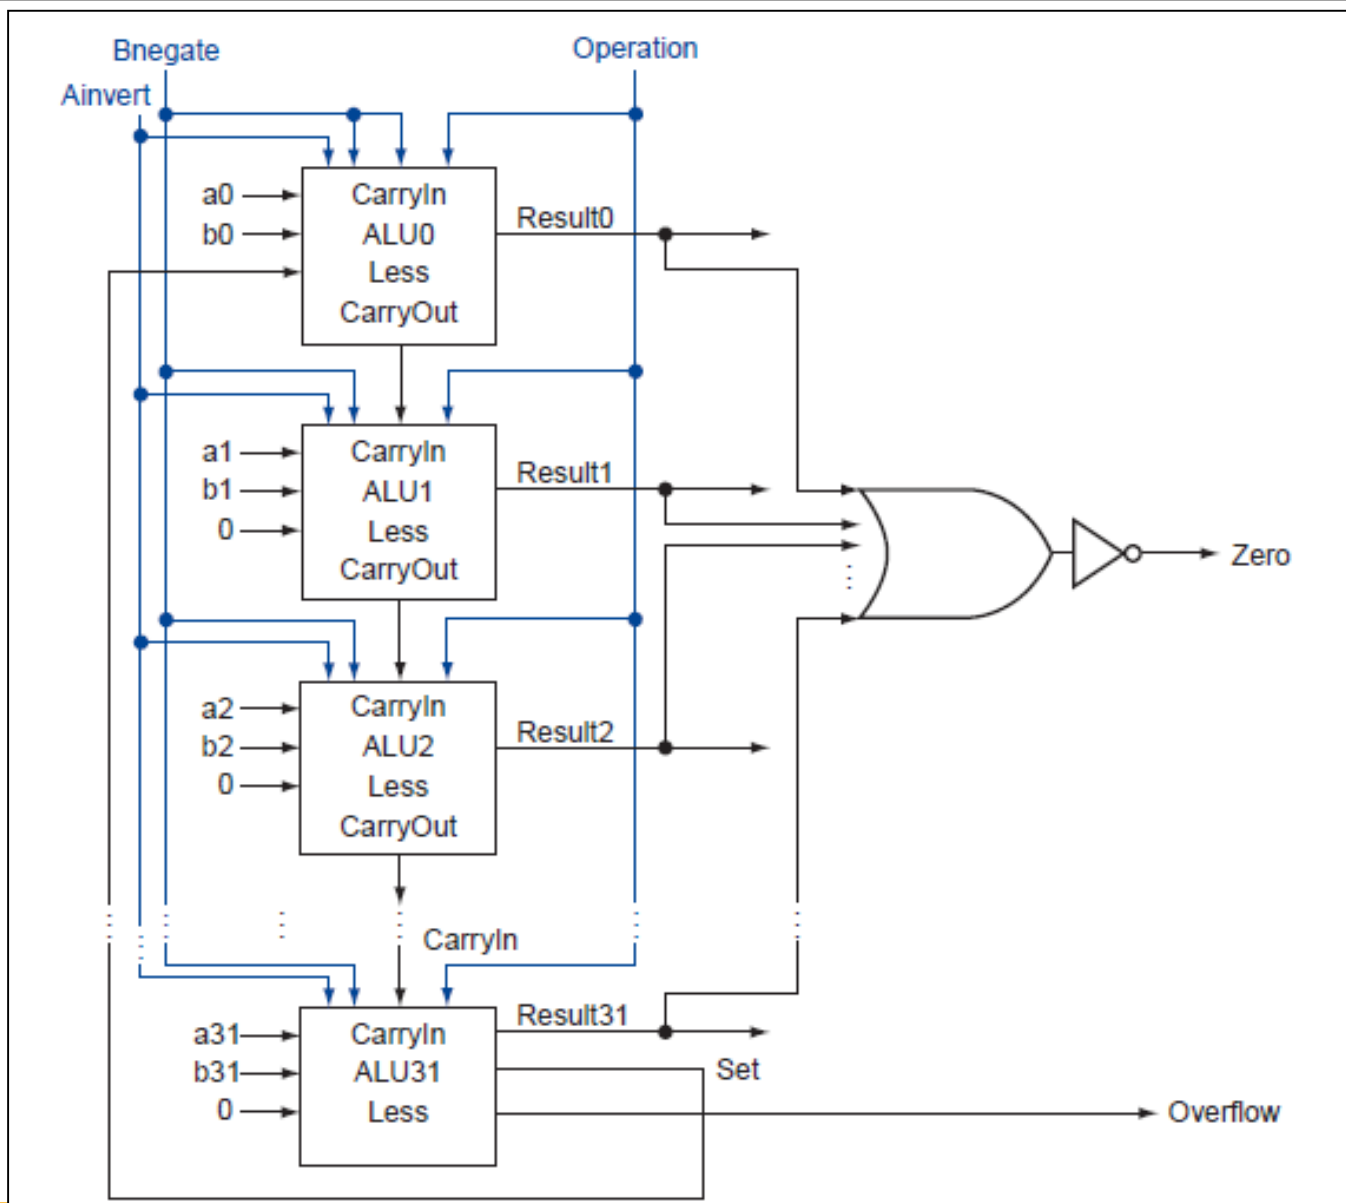 Bnegate
Operation
Ainvert
a0
CarryIn
b0
ALU0
Result0
Less
CarryOut
a1
CarryIn
b1
ALU1
Result1
0
Less
CarryOut
Zero
a2
CarryIn
b2
ALU2
Result2
0
Less
CarryOut
CarryIn
a31
CarryIn
Result31
b31
ALU31
Set
0
Less
Overflow